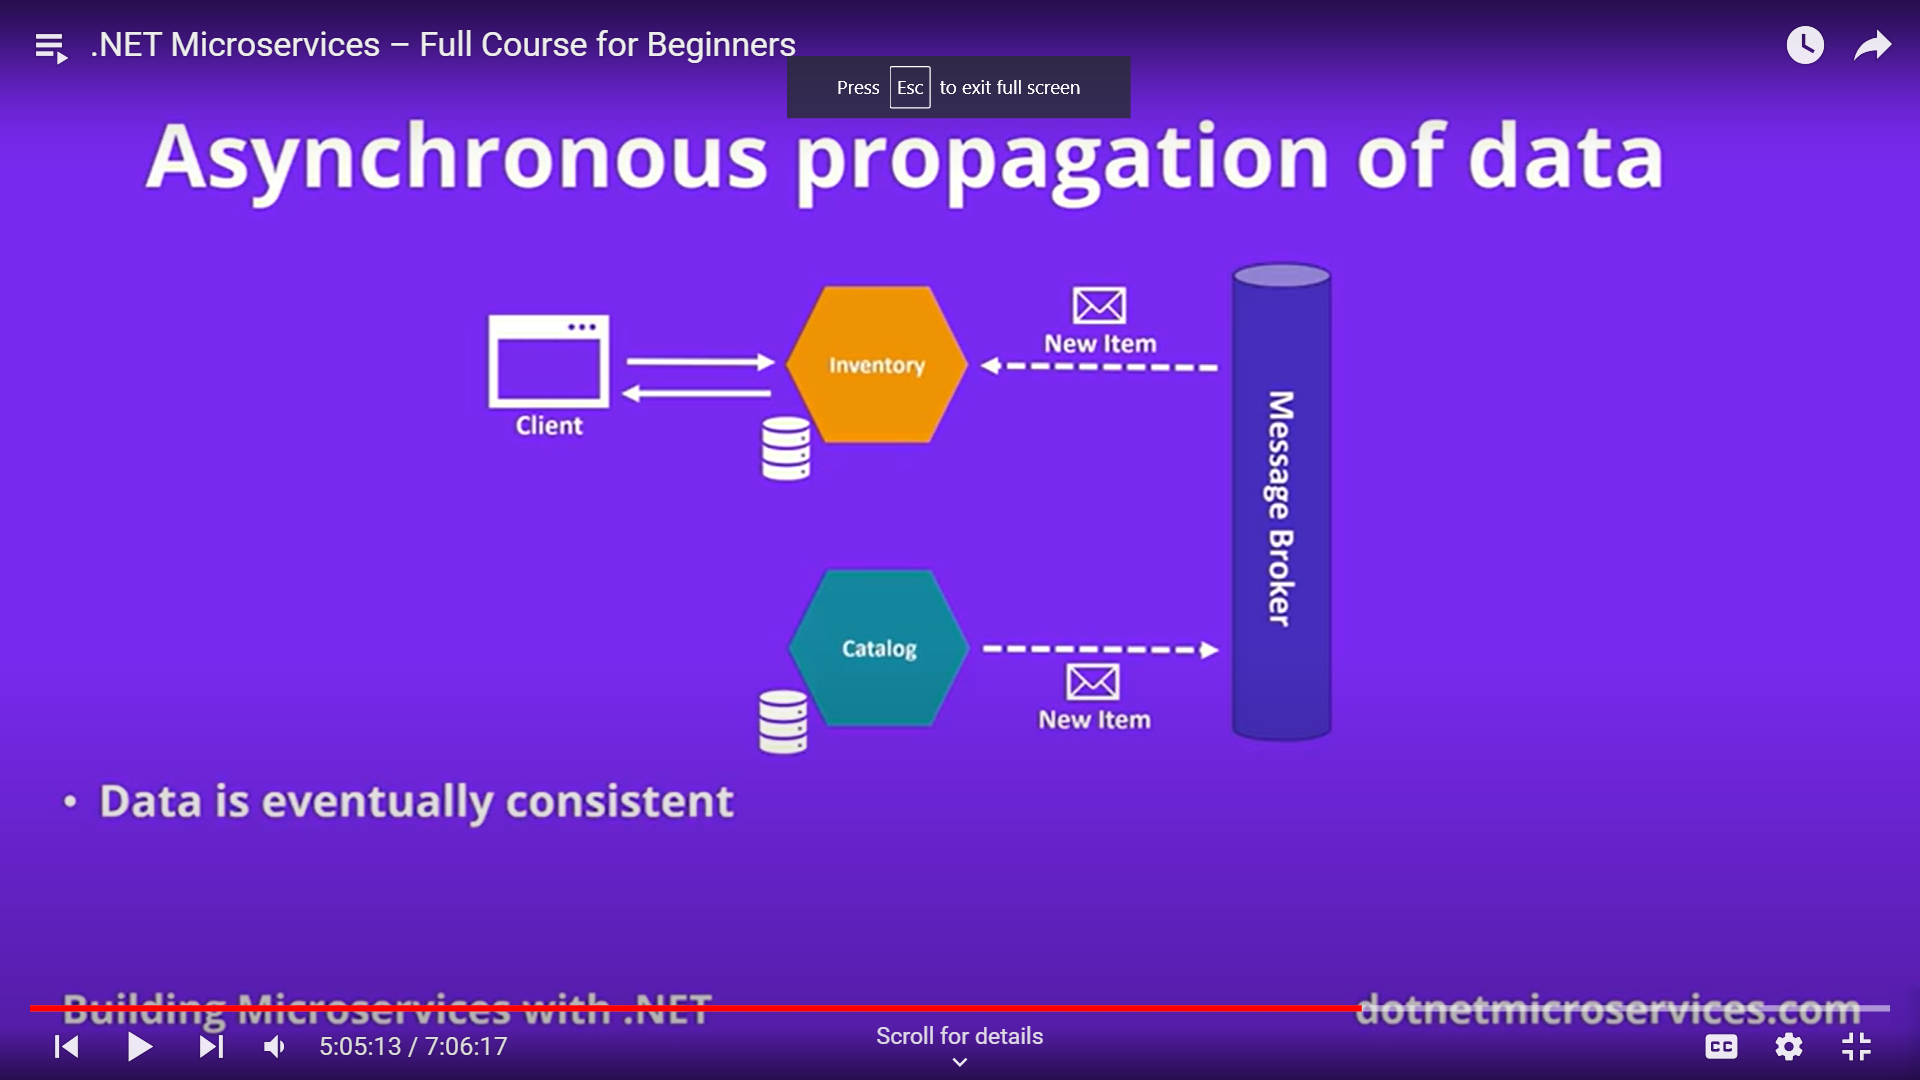 .NET Microservices – Full Course for Beginners
Press Esc to exit full screen
Asynchronous propagation of data
New Item
Inventory
Client
Message Broker
Catalog
New Item
• Data is eventually consistent
Building Microservices with .NET
dotnetmicroservices.com
5:05:13 / 7:06:17
Scroll for details
CC